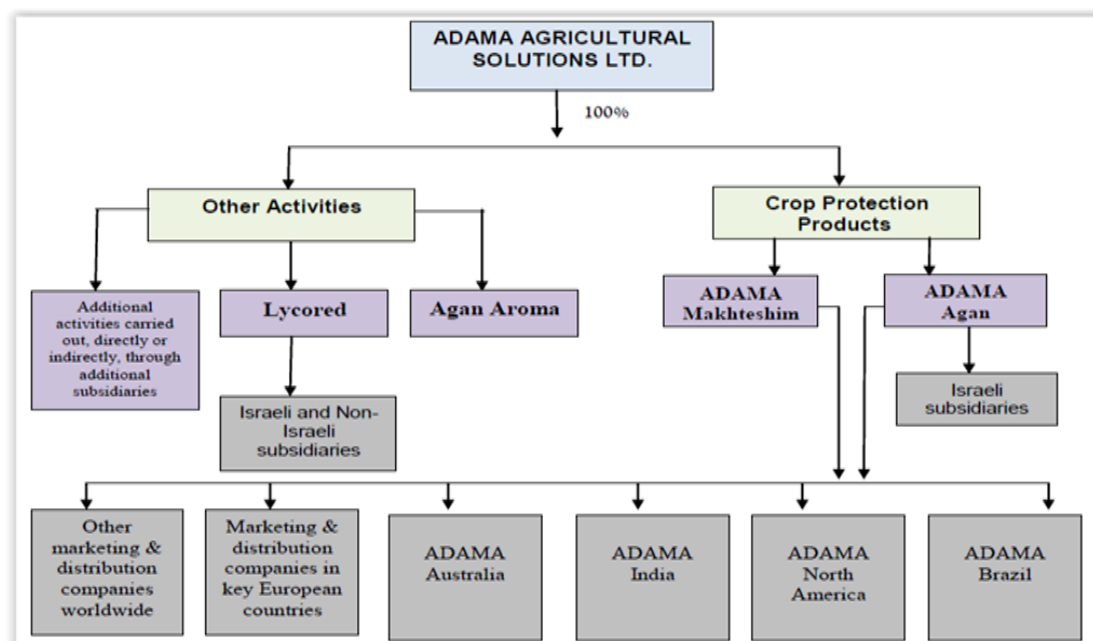 ADAMA AGRICULTURAL
SOLUTIONS LTD.
100%
Other Activities
Crop Protection
Products
Additional
activities carried
out, directly or
indirectly, through
additional
subsidiaries
Lycored
Agan Aroma
ADAMA
Makhteshim
ADAMA
Agan
Israeli and Non-
Israeli
subsidiaries
Israeli
subsidiaries
Other
marketing &
distribution
companies
worldwide
Marketing &
distribution
companies in
key European
countries
ADAMA
Australia
ADAMA
India
ADAMA
North
America
ADAMA
Brazil